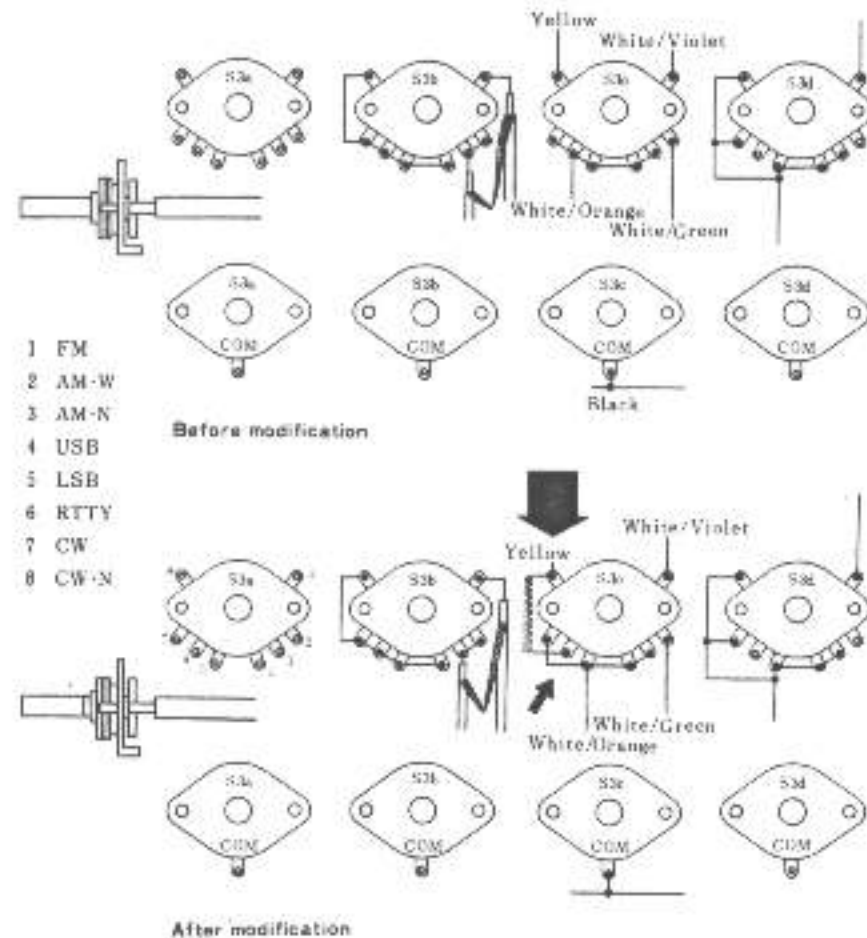 Yellow
White/Violet
S3a
S3b
S3c
S3d
White/Orange
White/Green
S3a
S3b
S3c
S3d
COM
COM
COM
COM
Black
1 FM
2 AM-W
3 AM-N
4 USB
5 LSB
6 RTTY
7 CW
8 CW-N
Before modification
White/Violet
Yellow
S3a
S3b
S3c
S3d
White/Green
White/Orange
S3a
S3b
S3c
S3d
COM
COM
COM
COM
After modification